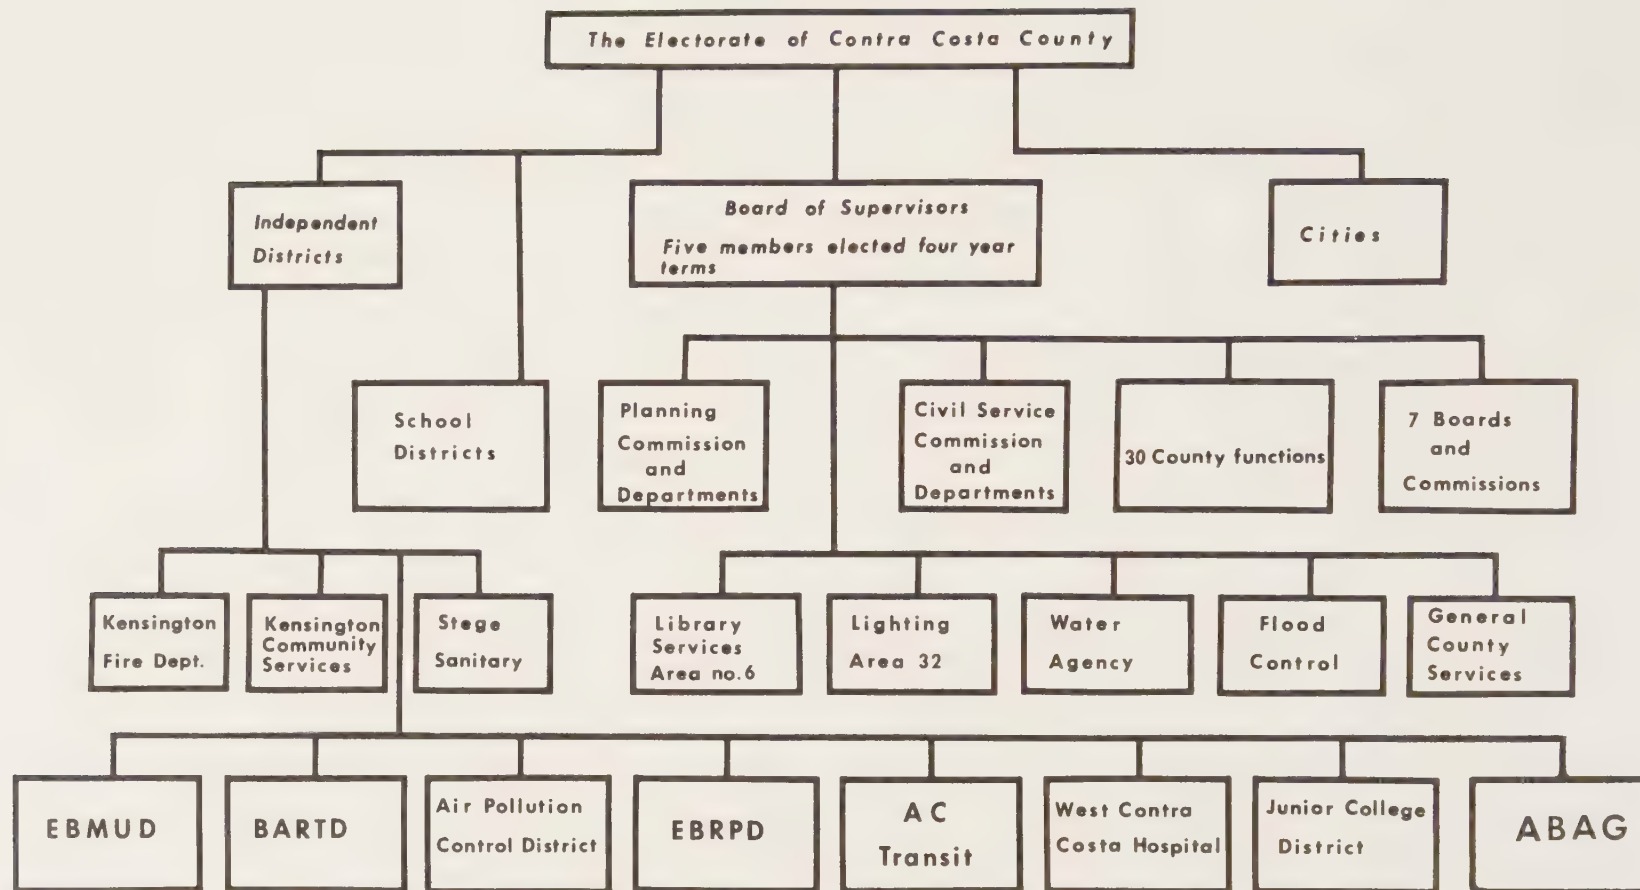 The Electorate of Contra Costa County
Independent
Districts
Board of Supervisors
Five members elected four year
terms
Cities
School
Districts
Planning
Commission
and
Departments
Civil Service
Commission
and
Departments
30 County functions
7 Boards
and
Commissions
Kensington
Fire Dept.
Kensington
Community
Services
Stege
Sanitary
Library
Services
Area no.6
Lighting
Area 32
Water
Agency
Flood
Control
General
County
Services
EBMUD
BARTD
Air Pollution
Control District
EBRPD
AC
Transit
West Contra
Costa Hospital
Junior College
District
ABAG